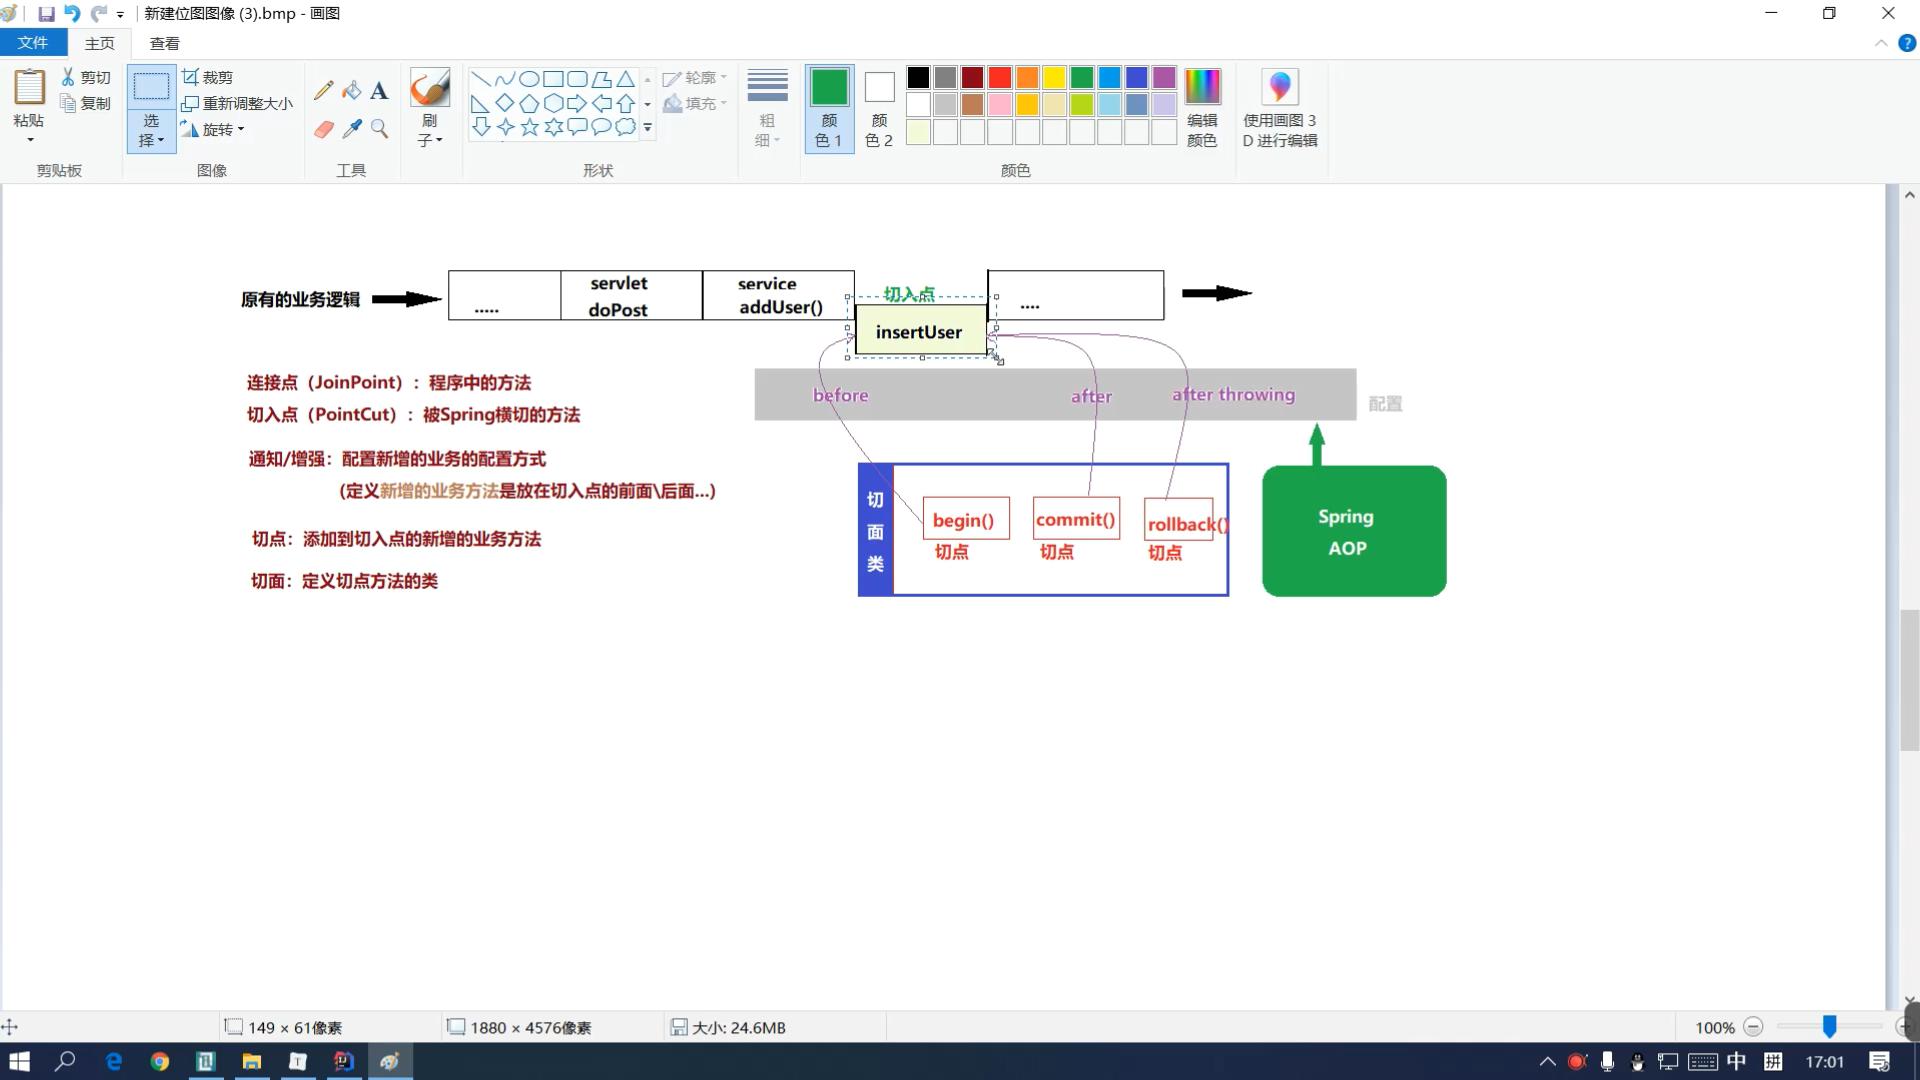 新建位图图像 (3).bmp - 画图
文件
主页
查看
粘贴
剪切
复制
剪贴板
选择
裁剪
重新调整大小
旋转
图像
A
工具
刷子
形状
轮廓
填充
粗细
颜色 1
颜色 2
颜色
编辑颜色
使用画图 3D 进行编辑
原有的业务逻辑
.....
servlet
doPost
service
addUser()
切入点
insertUser
....
连接点（JoinPoint）：程序中的方法
切入点（PointCut）：被Spring横切的方法
通知/增强：配置新增的业务的配置方式
(定义新增的业务方法是放在切入点的前面\后面...)
切点：添加到切入点的新增的业务方法
切面：定义切点方法的类
before
after
after throwing
配置
切面类
begin()
切点
commit()
切点
rollback()
切点
Spring
AOP
149 × 61像素
1880 × 4576像素
大小: 24.6MB
100%
中
拼
17:01